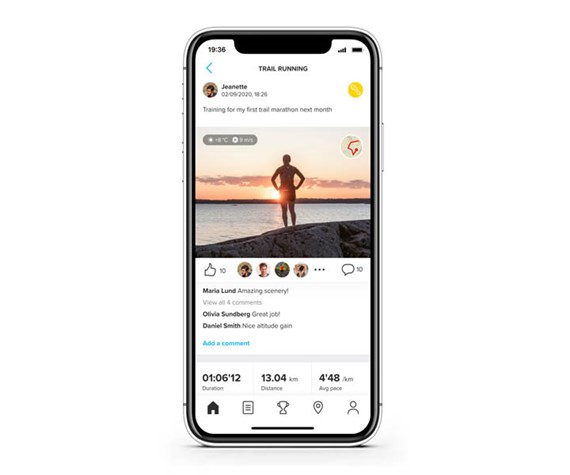 19:36
TRAIL RUNNING
Jeanette
02/09/2020, 18.26
Training for my first trail marathon next month
+8 °C 9 m/s
10
10
Maria Lund Amazing scenery!
View all 4 comments
Olivia Sundberg Great job!
Daniel Smith Nice altitude gain
Add a comment
01:06'12 13.04 km 4'48 /km
Duration Distance Avg pace